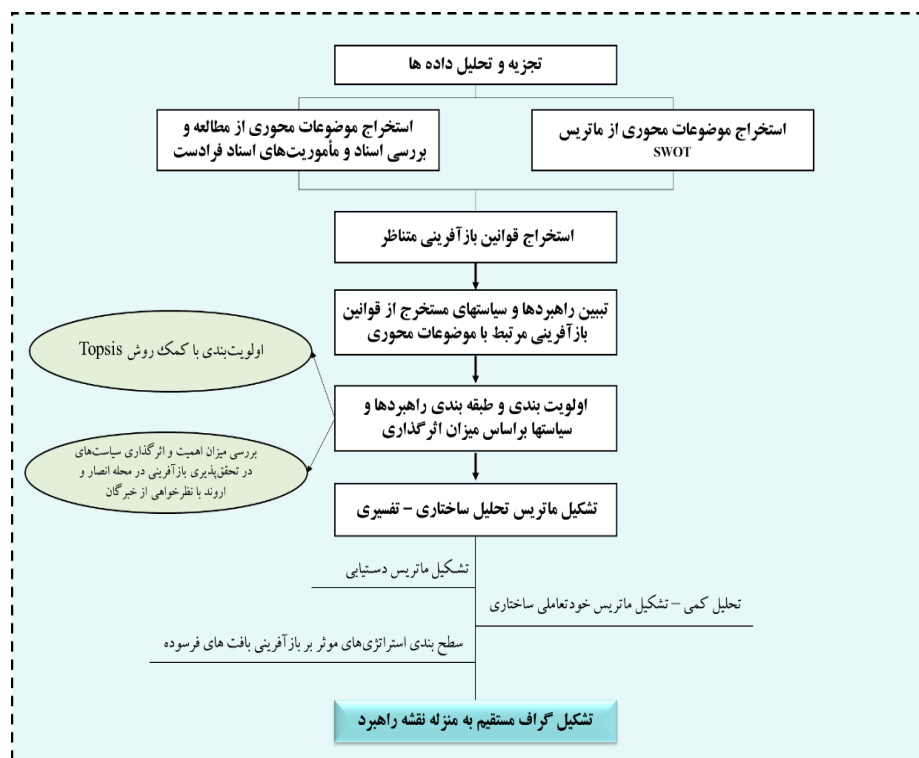 تجزیه و تحلیل داده ها
استخراج موضوعات محوری از ماتریس
SWOT
استخراج موضوعات محوری از مطالعه و
بررسی اسناد و مأموریت‌های اسناد فرادست
استخراج قوانین بازآفرینی متناظر
تبیین راهبردها و سیاستهای مستخرج از قوانین
بازآفرینی مرتبط با موضوعات محوری
اولویت‌بندی با کمک روش Topsis
اولویت بندی و طبقه بندی راهبردها و
سیاستها براساس میزان اثرگذاری
بررسی میزان اهمیت و اثرگذاری سیاست‌های
در تحقق‌پذیری بازآفرینی در محله انصار و
اروند با نظرخواهی از خبرگان
تشکیل ماتریس تحلیل ساختاری – تفسیری
تشکیل ماتریس دستیابی
تحلیل کمی – تشکیل ماتریس خودتعاملی ساختاری
سطح بندی استراتژی‌های موثر بر بازآفرینی بافت های فرسوده
تشکیل گراف مستقیم به منزله نقشه راهبرد